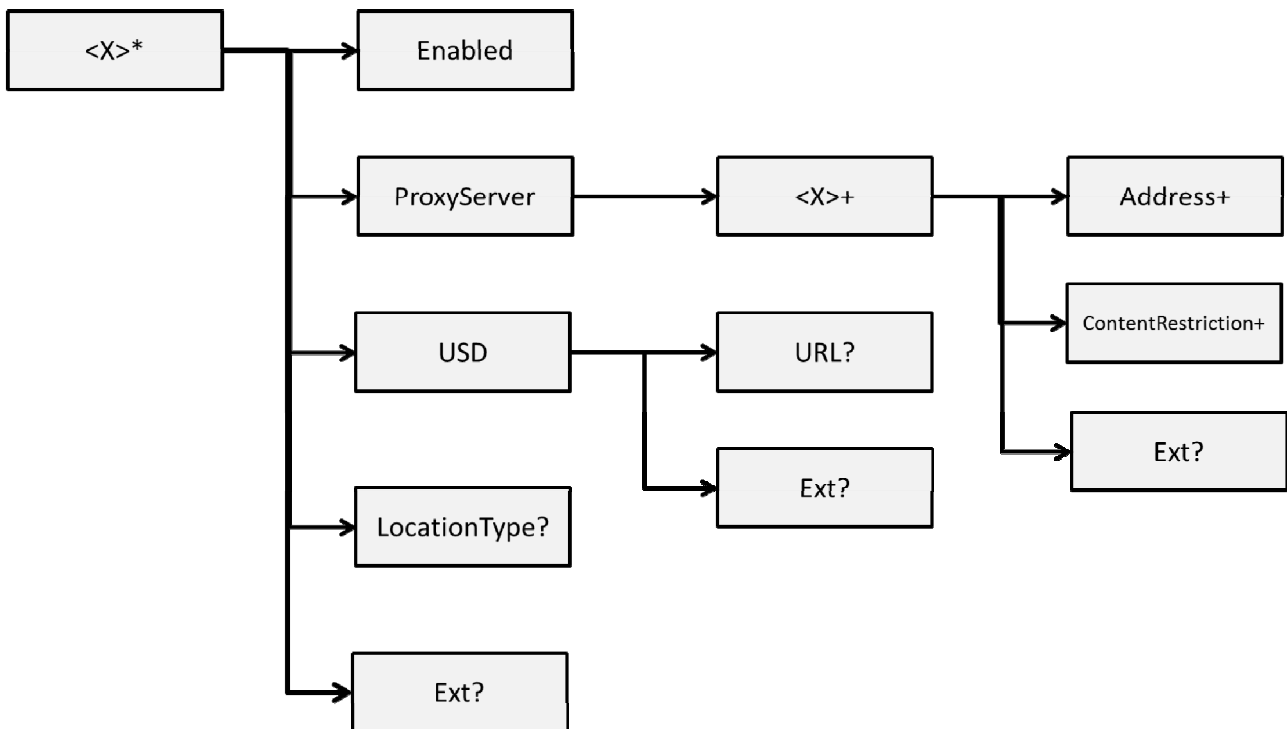 <X>*
Enabled
ProxyServer
<X>+
Address+
ContentRestriction+
USD
URL?
Ext?
Ext?
LocationType?
Ext?